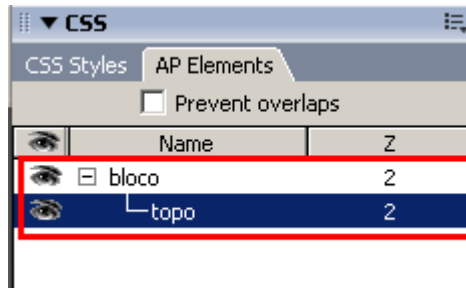 CSS
CSS Styles AP Elements
Prevent overlaps
Name Z
bloco 2
topo 2